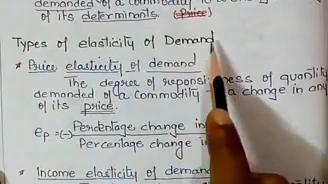 demanded of a commodity to
of its determinants. (Price)
Types of elasticity of Demand
* Price elasticity of demand
The degree of reponsi ess of quantity
demanded of a commodity a change in any
of its price.
ep = (-) Percentage change in
Percentage change i
* Income elasticity of demand